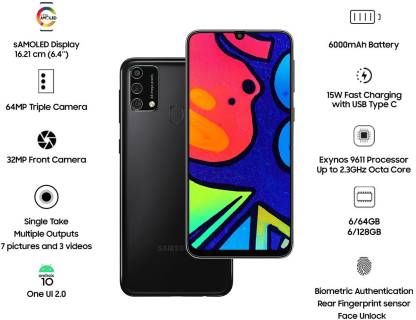 AMOLED
sAMOLED Display
16.21 cm (6.4")
64MP Triple Camera
32MP Front Camera
Single Take
Multiple Outputs
7 pictures and 3 videos
android
10
One UI 2.0
SAMSUNG
6000mAh Battery
15W Fast Charging
with USB Type C
Exynos 9611 Processor
Up to 2.3GHz Octa Core
6/64GB
6/128GB
Biometric Authentication
Rear Fingerprint sensor
Face Unlock